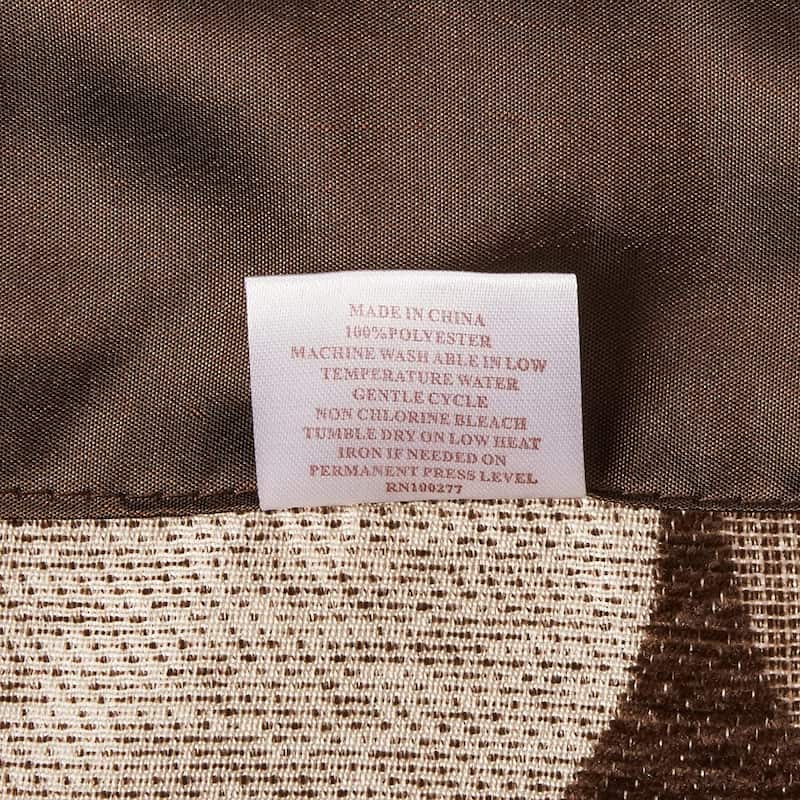 MADE IN CHINA
100%POLYESTER
MACHINE WASH ABLE IN LOW
TEMPERATURE WATER
GENTLE CYCLE
NON CHLORINE BLEACH
TUMBLE DRY ON LOW HEAT
IRON IF NEEDED ON
PERMANENT PRESS LEVEL
RN100277